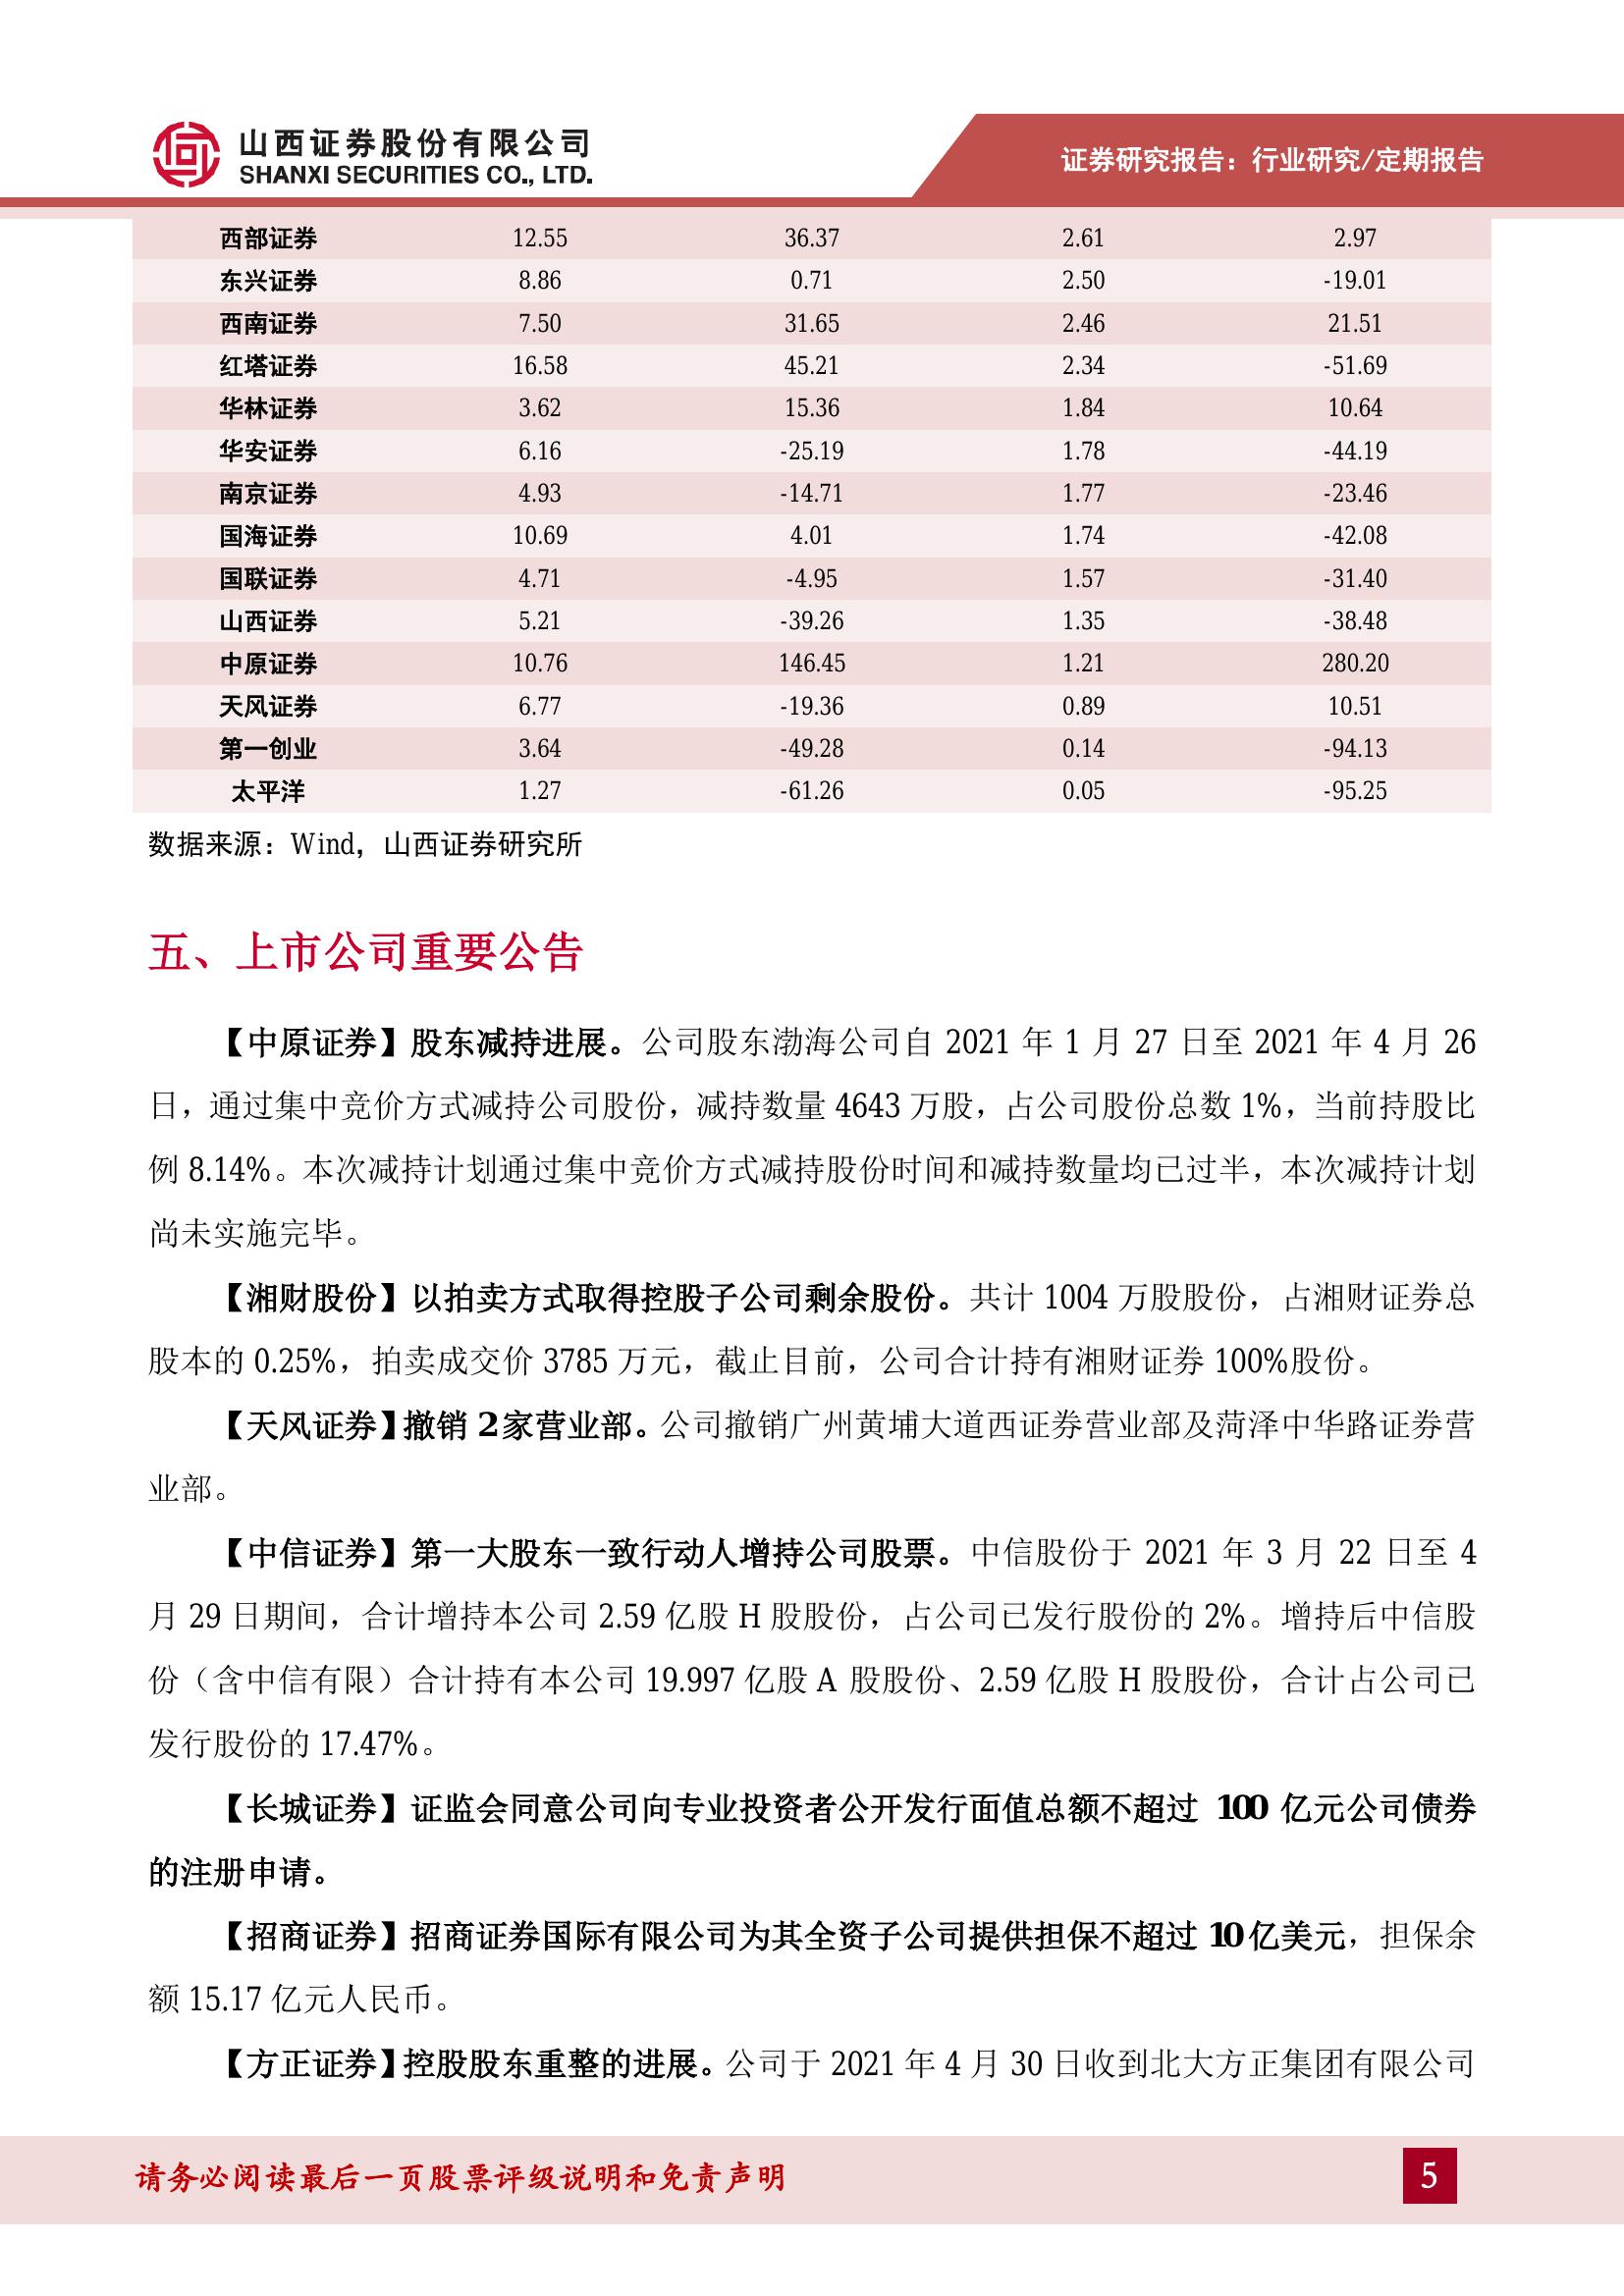 山西证券股份有限公司
SHANXI SECURITIES CO., LTD.
证券研究报告：行业研究/定期报告
西部证券 12.55 36.37 2.61 2.97
东兴证券 8.86 0.71 2.50 -19.01
西南证券 7.50 31.65 2.46 21.51
红塔证券 16.58 45.21 2.34 -51.69
华林证券 3.62 15.36 1.84 10.64
华安证券 6.16 -25.19 1.78 -44.19
南京证券 4.93 -14.71 1.77 -23.46
国海证券 10.69 4.01 1.74 -42.08
国联证券 4.71 -4.95 1.57 -31.40
山西证券 5.21 -39.26 1.35 -38.48
中原证券 10.76 146.45 1.21 280.20
天风证券 6.77 -19.36 0.89 10.51
第一创业 3.64 -49.28 0.14 -94.13
太平洋 1.27 -61.26 0.05 -95.25
数据来源：Wind，山西证券研究所
五、上市公司重要公告
【中原证券】股东减持进展。公司股东渤海公司自 2021 年 1 月 27 日至 2021 年 4 月 26
日，通过集中竞价方式减持公司股份，减持数量 4643 万股，占公司股份总数 1%，当前持股比
例 8.14%。本次减持计划通过集中竞价方式减持股份时间和减持数量均已过半，本次减持计划
尚未实施完毕。
【湘财股份】以拍卖方式取得控股子公司剩余股份。共计 1004 万股股份，占湘财证券总
股本的 0.25%，拍卖成交价 3785 万元，截止目前，公司合计持有湘财证券 100%股份。
【天风证券】撤销 2 家营业部。公司撤销广州黄埔大道西证券营业部及菏泽中华路证券营
业部。
【中信证券】第一大股东一致行动人增持公司股票。中信股份于 2021 年 3 月 22 日至 4
月 29 日期间，合计增持本公司 2.59 亿股 H 股股份，占公司已发行股份的 2%。增持后中信股
份（含中信有限）合计持有本公司 19.997 亿股 A 股股份、2.59 亿股 H 股股份，合计占公司已
发行股份的 17.47%。
【长城证券】证监会同意公司向专业投资者公开发行面值总额不超过 100 亿元公司债券
的注册申请。
【招商证券】招商证券国际有限公司为其全资子公司提供担保不超过 10 亿美元，担保余
额 15.17 亿元人民币。
【方正证券】控股股东重整的进展。公司于 2021 年 4 月 30 日收到北大方正集团有限公司
请务必阅读最后一页股票评级说明和免责声明
5